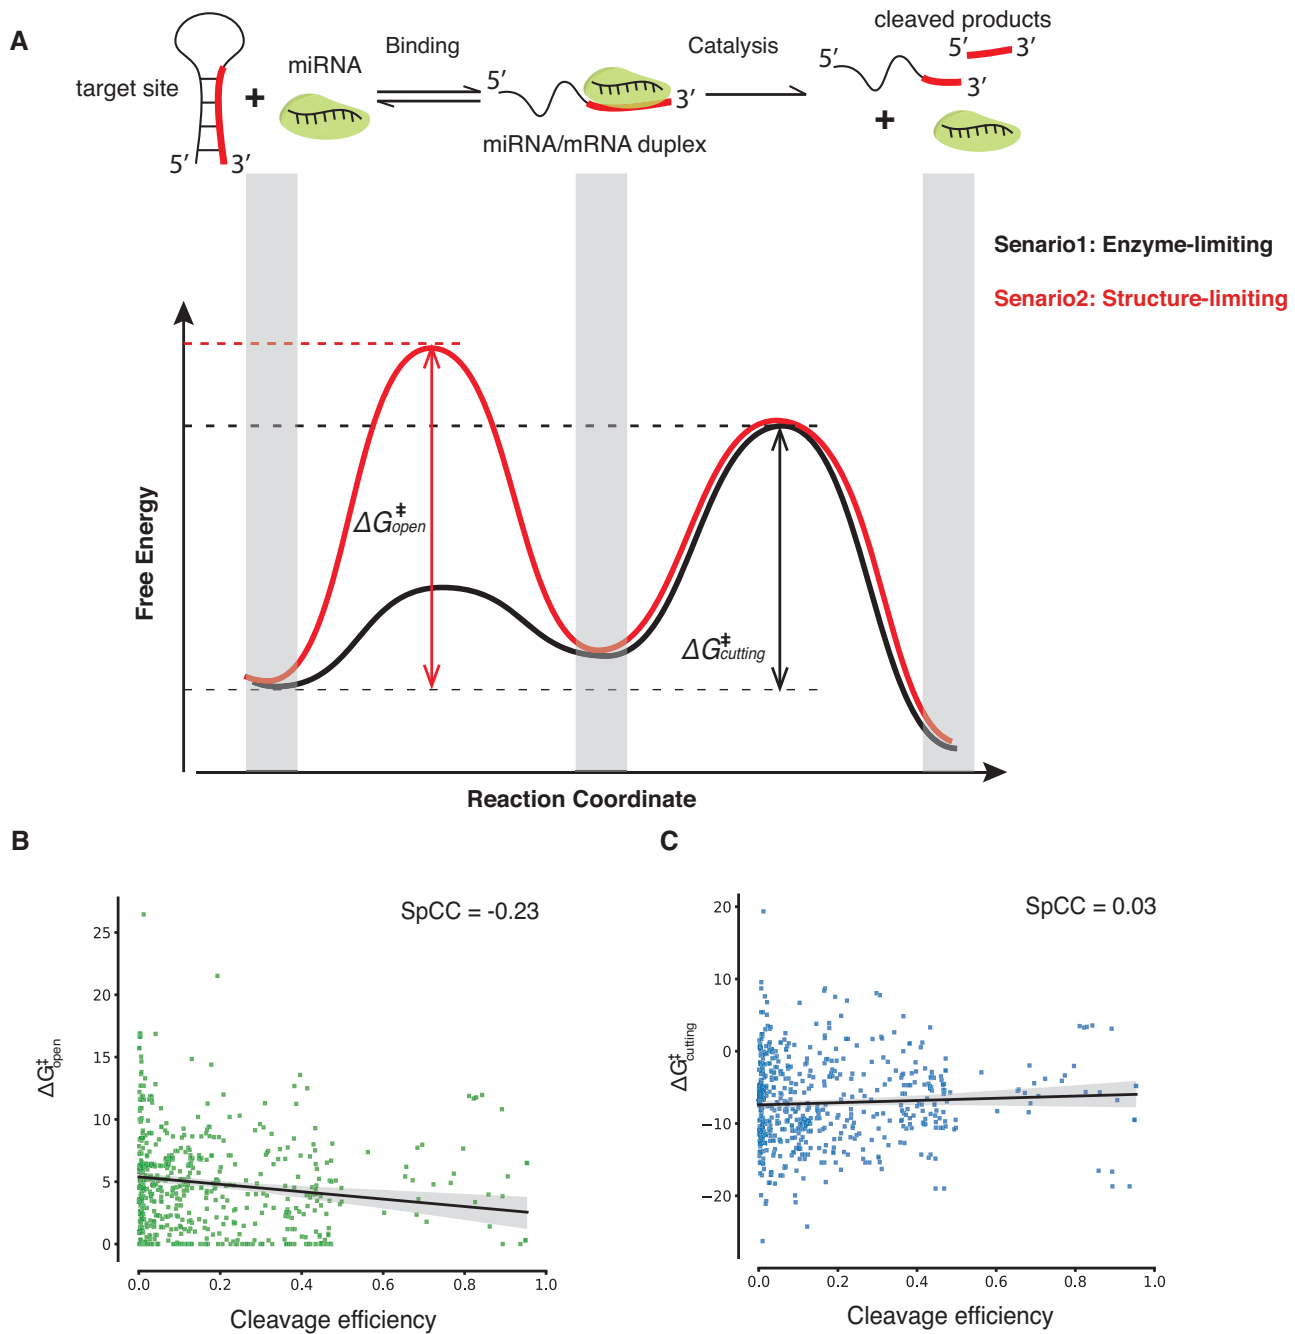 A
target site
5′
3′
+
miRNA
Binding
5′
3′
miRNA/mRNA duplex
Catalysis
cleaved products
5′
3′
5′
3′
+
Senario1: Enzyme-limiting
Senario2: Structure-limiting
Free Energy
ΔG‡open
ΔG‡cutting
Reaction Coordinate
B
SpCC = -0.23
ΔG‡open
25
20
15
10
5
0
0.0 0.2 0.4 0.6 0.8 1.0
Cleavage efficiency
C
SpCC = 0.03
ΔG‡cutting
20
10
0
−10
−20
0.0 0.2 0.4 0.6 0.8 1.0
Cleavage efficiency